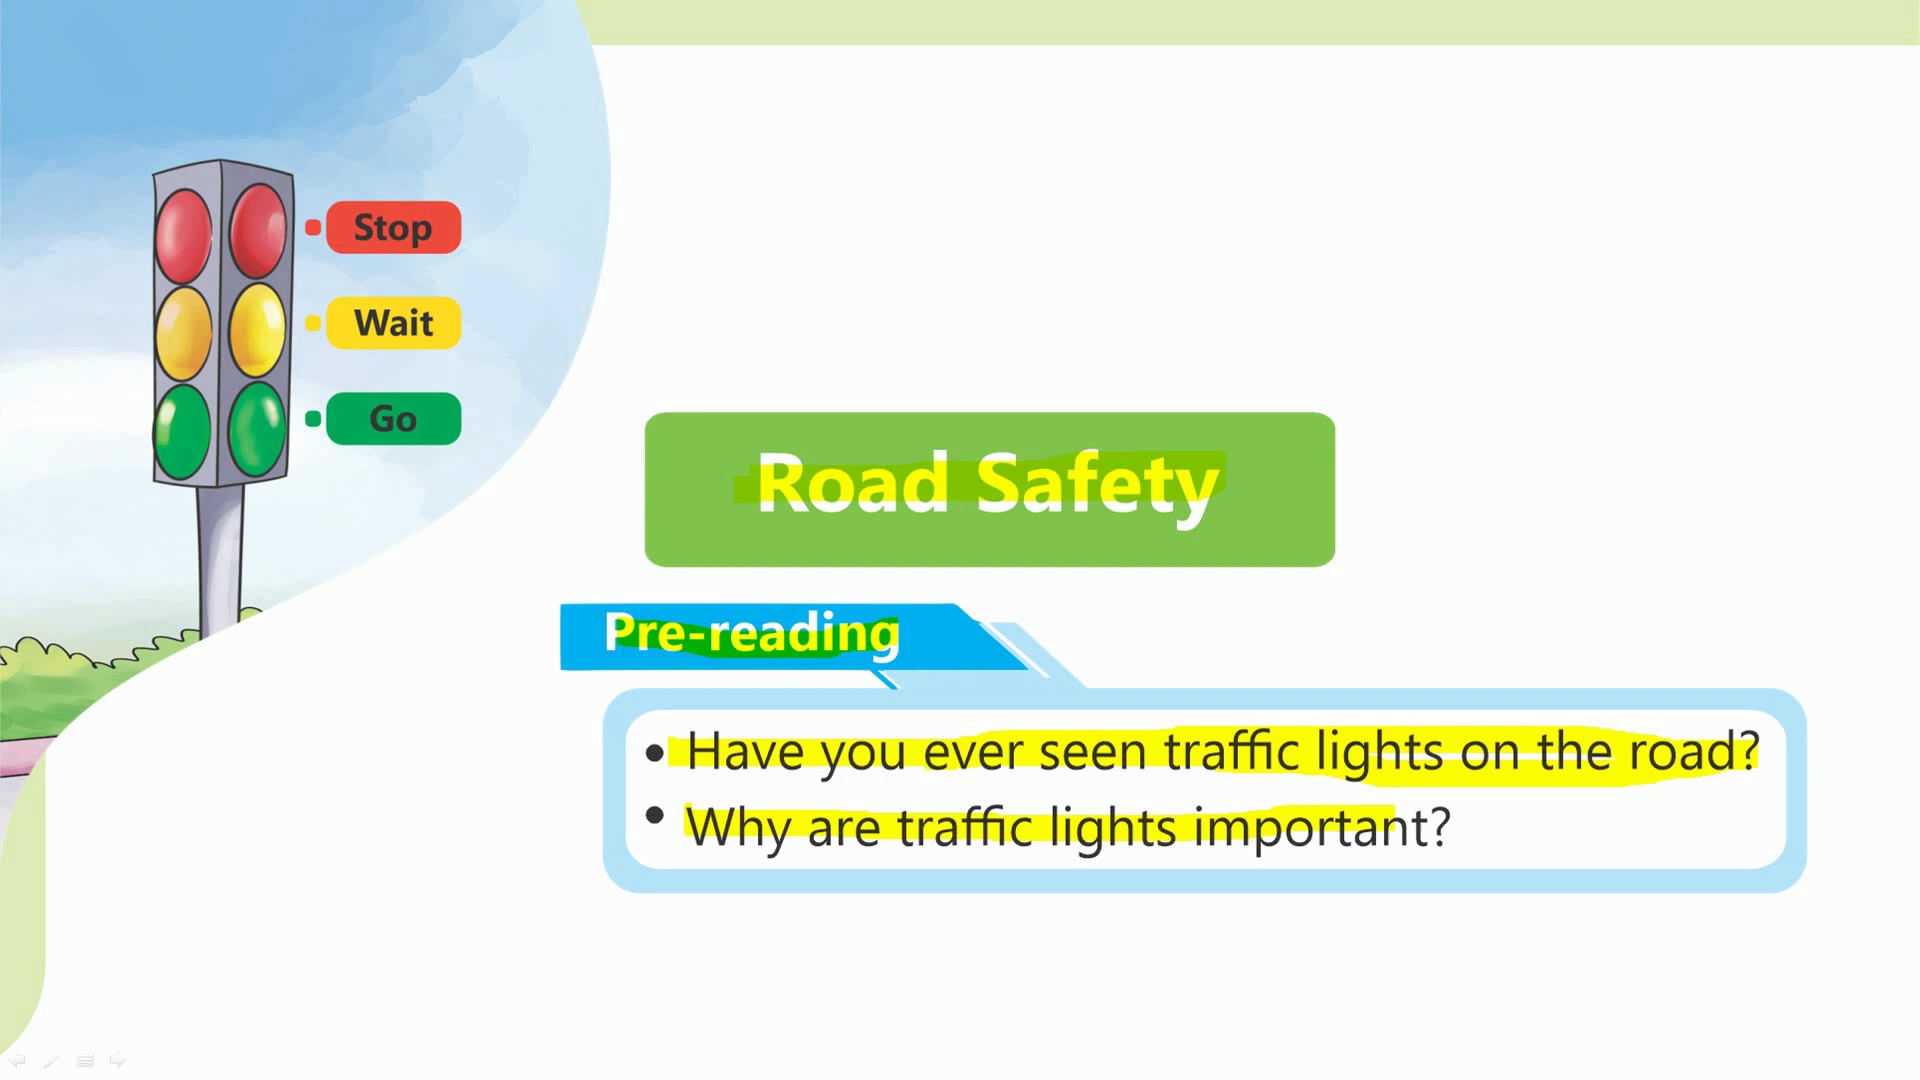 Stop
Wait
Go
Road Safety
Pre-reading
• Have you ever seen traffic lights on the road?
• Why are traffic lights important?